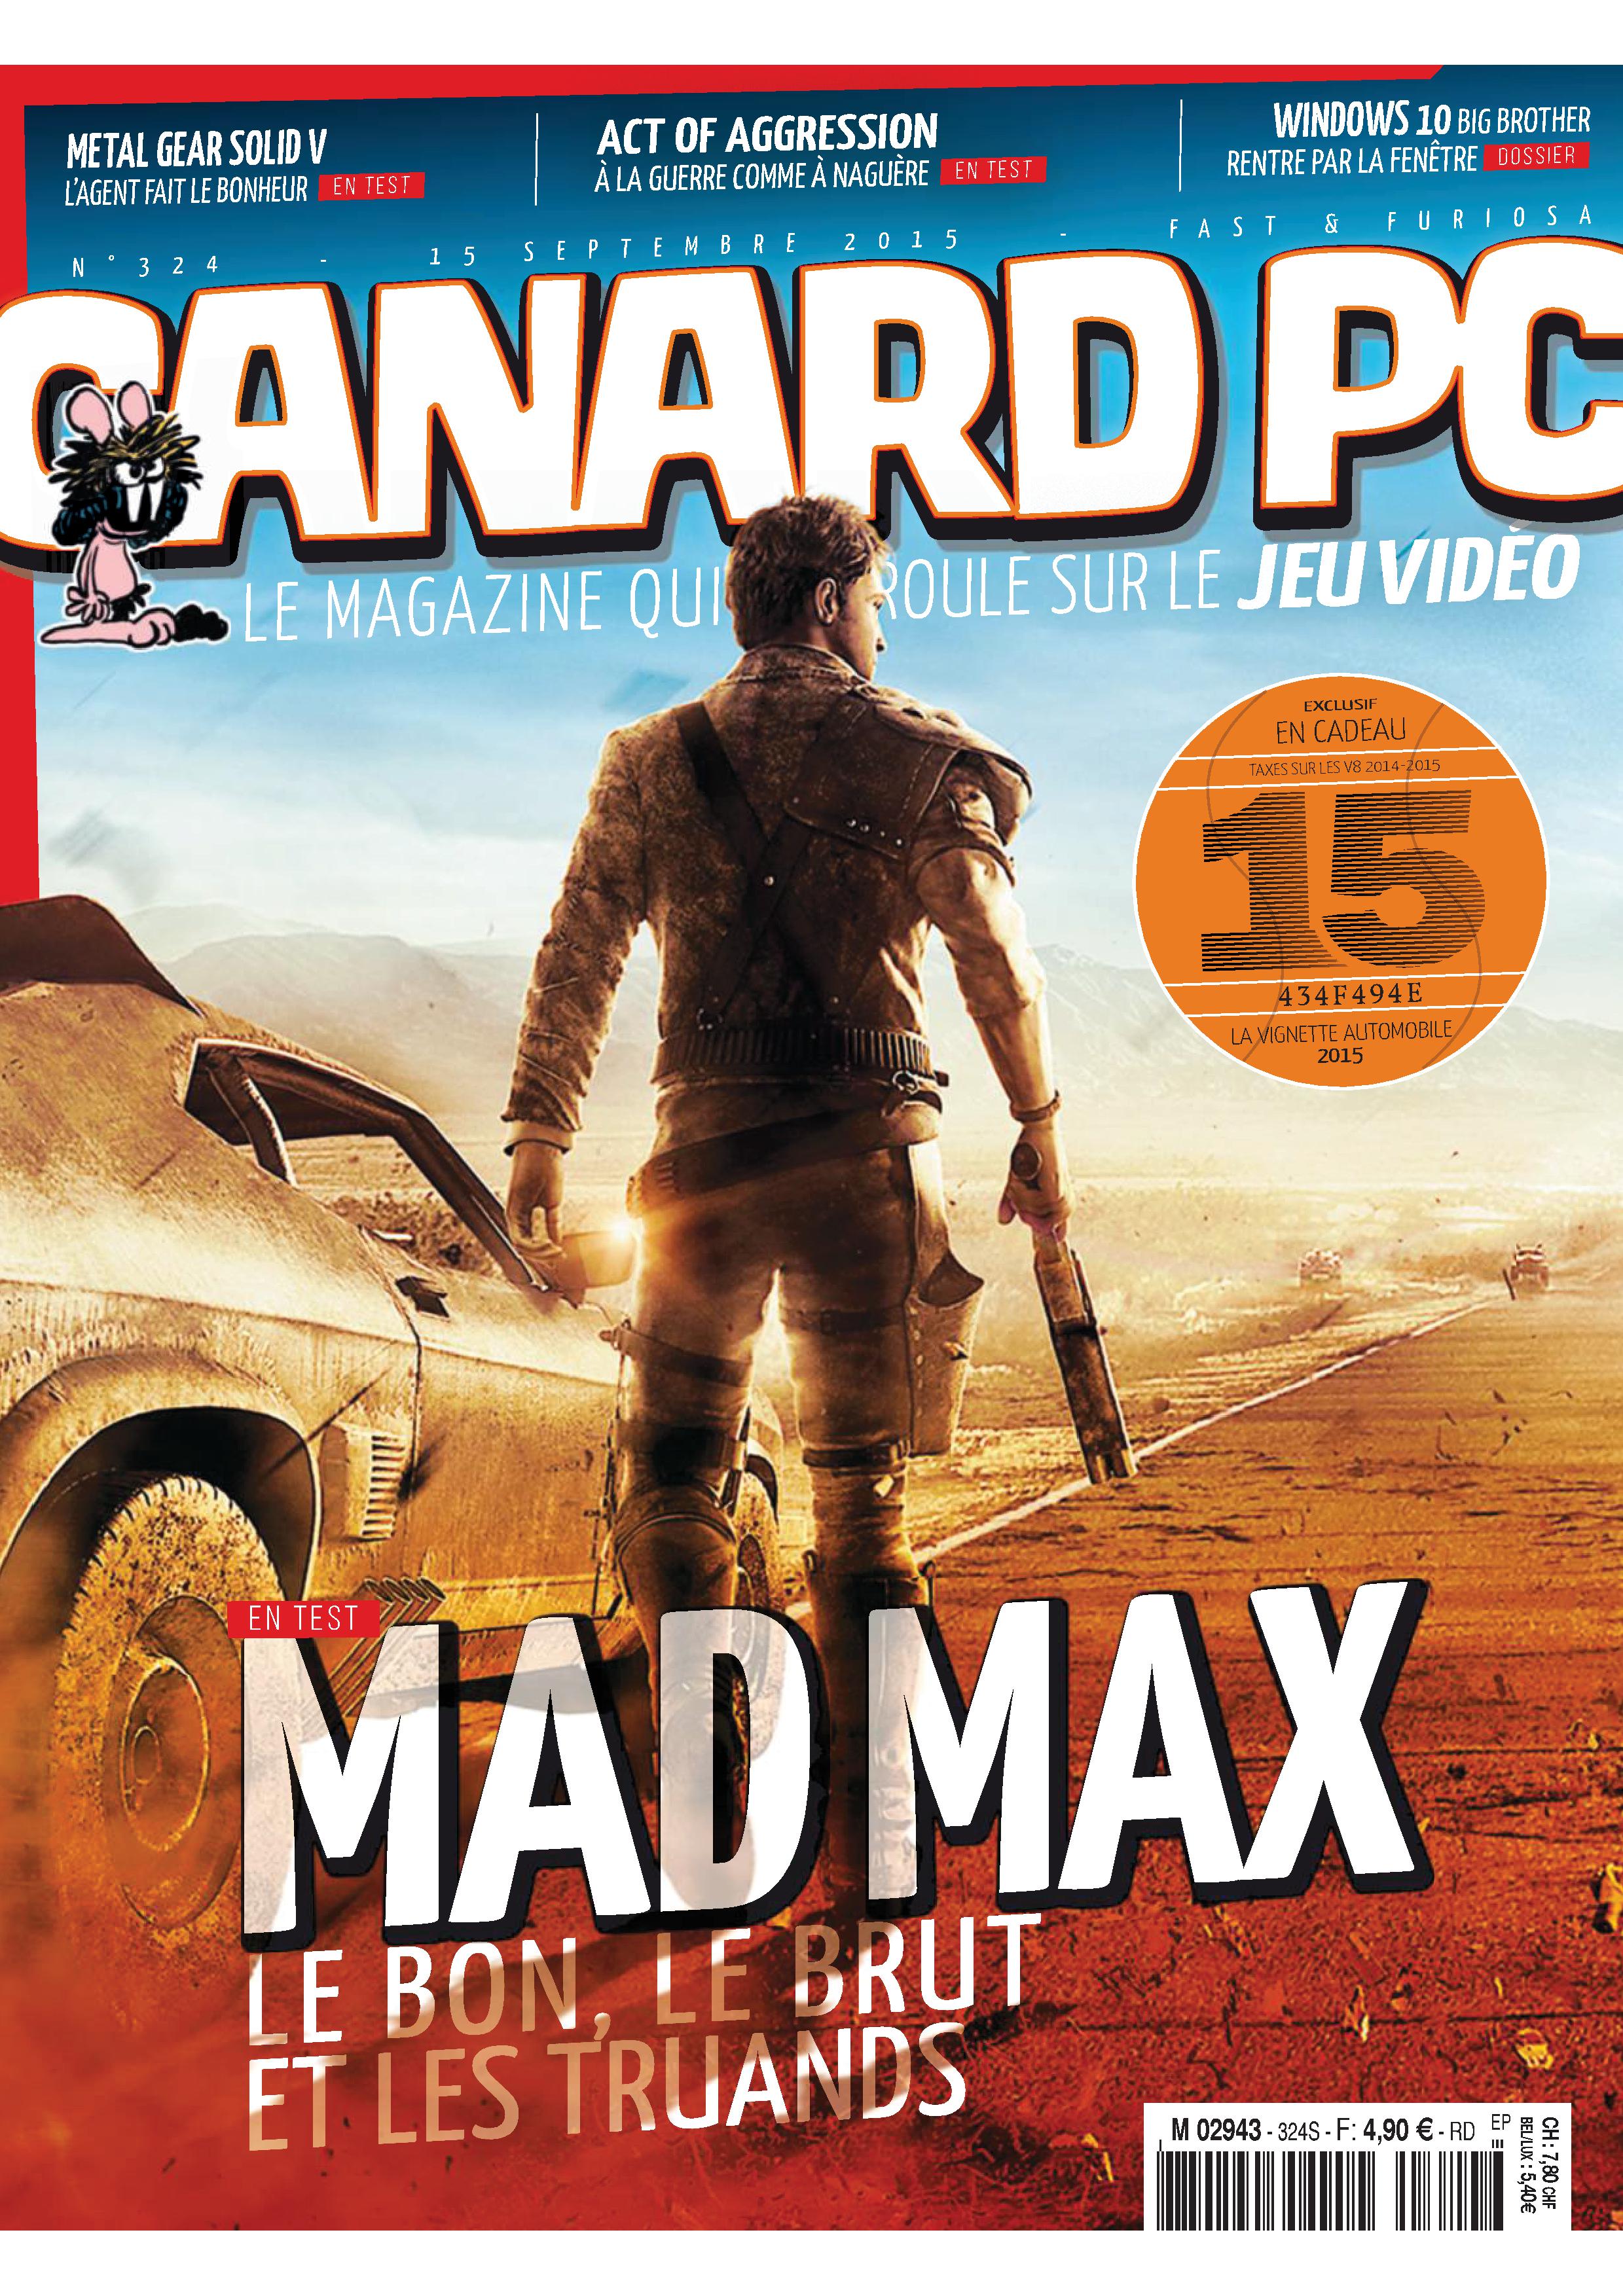 METAL GEAR SOLID V
L'AGENT FAIT LE BONHEUR EN TEST
ACT OF AGGRESSION
À LA GUERRE COMME À NAGUÈRE EN TEST
WINDOWS 10 BIG BROTHER
RENTRE PAR LA FENÊTRE DOSSIER
N°324 - 15 SEPTEMBRE 2015 - FAST & FURIOSA
CANARD PC
LE MAGAZINE QUI ROULE SUR LE JEU VIDÉO
EXCLUSIF
EN CADEAU
TAXES SUR LES V8 2014-2015
15
434F494E
LA VIGNETTE AUTOMOBILE
2015
EN TEST
MAD MAX
LE BON, LE BRUT
ET LES TRUANDS
M 02943 - 324S - F: 4,90 € - RD
EP
CH : 7,80 CHF
BEL/LUX : 5,40€